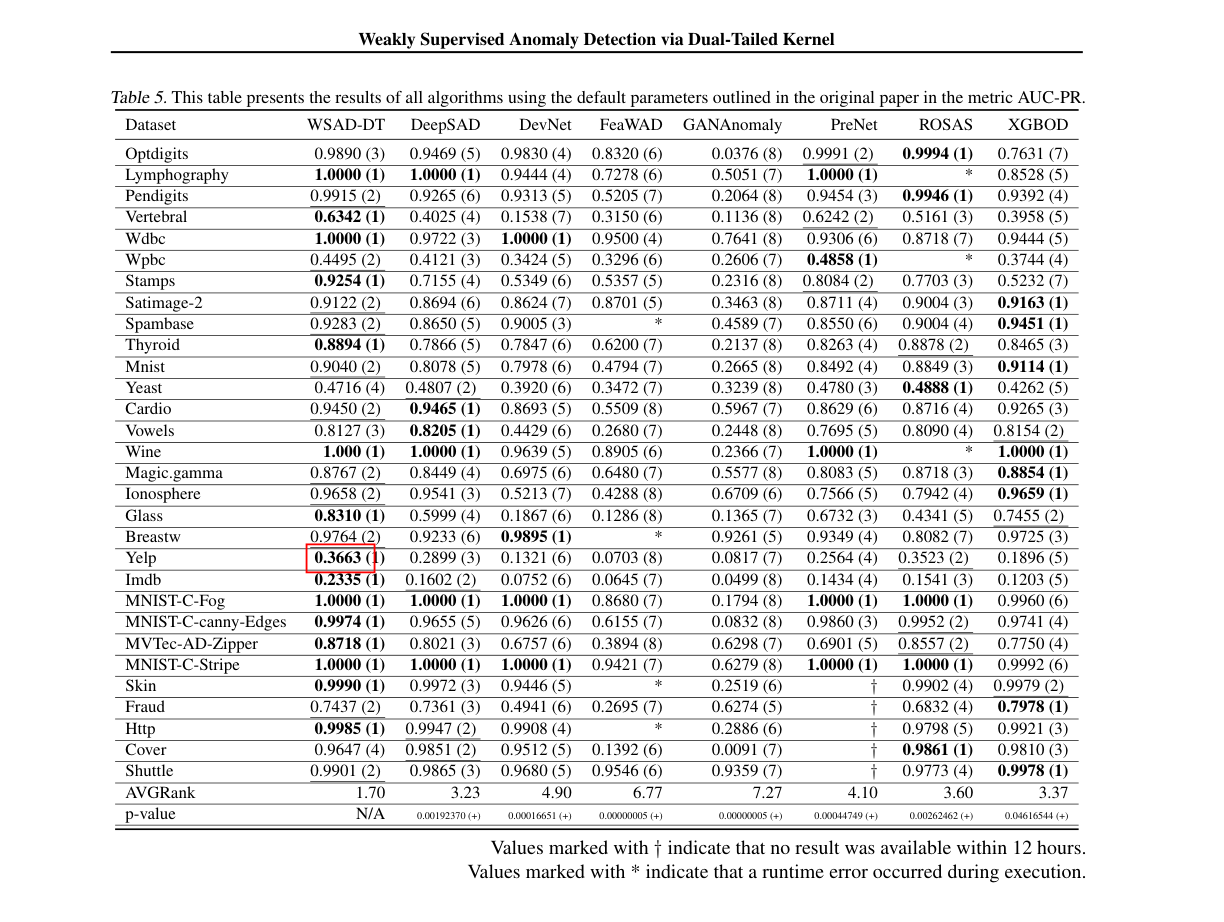 Weakly Supervised Anomaly Detection via Dual-Tailed Kernel
Table 5. This table presents the results of all algorithms using the default parameters outlined in the original paper in the metric AUC-PR.
Dataset WSAD-DT DeepSAD DevNet FeaWAD GANAnomaly PreNet ROSAS XGBOD
Optdigits 0.9890 (3) 0.9469 (5) 0.9830 (4) 0.8320 (6) 0.0376 (8) 0.9991 (2) 0.9994 (1) 0.7631 (7)
Lymphography 1.0000 (1) 1.0000 (1) 0.9444 (4) 0.7278 (6) 0.5051 (7) 1.0000 (1) * 0.8528 (5)
Pendigits 0.9915 (2) 0.9265 (6) 0.9313 (5) 0.5205 (7) 0.2064 (8) 0.9454 (3) 0.9946 (1) 0.9392 (4)
Vertebral 0.6342 (1) 0.4025 (4) 0.1538 (7) 0.3150 (6) 0.1136 (8) 0.6242 (2) 0.5161 (3) 0.3958 (5)
Wdbc 1.0000 (1) 0.9722 (3) 1.0000 (1) 0.9500 (4) 0.7641 (8) 0.9306 (6) 0.8718 (7) 0.9444 (5)
Wpbc 0.4495 (2) 0.4121 (3) 0.3424 (5) 0.3296 (6) 0.2606 (7) 0.4858 (1) * 0.3744 (4)
Stamps 0.9254 (1) 0.7155 (4) 0.5349 (6) 0.5357 (5) 0.2316 (8) 0.8084 (2) 0.7703 (3) 0.5232 (7)
Satimage-2 0.9122 (2) 0.8694 (6) 0.8624 (7) 0.8701 (5) 0.3463 (8) 0.8711 (4) 0.9004 (3) 0.9163 (1)
Spambase 0.9283 (2) 0.8650 (5) 0.9005 (3) * 0.4589 (7) 0.8550 (6) 0.9004 (4) 0.9451 (1)
Thyroid 0.8894 (1) 0.7866 (5) 0.7847 (6) 0.6200 (7) 0.2137 (8) 0.8263 (4) 0.8878 (2) 0.8465 (3)
Mnist 0.9040 (2) 0.8078 (5) 0.7978 (6) 0.4794 (7) 0.2665 (8) 0.8492 (4) 0.8849 (3) 0.9114 (1)
Yeast 0.4716 (4) 0.4807 (2) 0.3920 (6) 0.3472 (7) 0.3239 (8) 0.4780 (3) 0.4888 (1) 0.4262 (5)
Cardio 0.9450 (2) 0.9465 (1) 0.8693 (5) 0.5509 (8) 0.5967 (7) 0.8629 (6) 0.8716 (4) 0.9265 (3)
Vowels 0.8127 (3) 0.8205 (1) 0.4429 (6) 0.2680 (7) 0.2448 (8) 0.7695 (5) 0.8090 (4) 0.8154 (2)
Wine 1.000 (1) 1.0000 (1) 0.9639 (5) 0.8905 (6) 0.2366 (7) 1.0000 (1) * 1.0000 (1)
Magic.gamma 0.8767 (2) 0.8449 (4) 0.6975 (6) 0.6480 (7) 0.5577 (8) 0.8083 (5) 0.8718 (3) 0.8854 (1)
Ionosphere 0.9658 (2) 0.9541 (3) 0.5213 (7) 0.4288 (8) 0.6709 (6) 0.7566 (5) 0.7942 (4) 0.9659 (1)
Glass 0.8310 (1) 0.5999 (4) 0.1867 (6) 0.1286 (8) 0.1365 (7) 0.6732 (3) 0.4341 (5) 0.7455 (2)
Breastw 0.9764 (2) 0.9233 (6) 0.9895 (1) * 0.9261 (5) 0.9349 (4) 0.8082 (7) 0.9725 (3)
Yelp 0.3663 (1) 0.2899 (3) 0.1321 (6) 0.0703 (8) 0.0817 (7) 0.2564 (4) 0.3523 (2) 0.1896 (5)
Imdb 0.2335 (1) 0.1602 (2) 0.0752 (6) 0.0645 (7) 0.0499 (8) 0.1434 (4) 0.1541 (3) 0.1203 (5)
MNIST-C-Fog 1.0000 (1) 1.0000 (1) 1.0000 (1) 0.8680 (7) 0.1794 (8) 1.0000 (1) 1.0000 (1) 0.9960 (6)
MNIST-C-canny-Edges 0.9974 (1) 0.9655 (5) 0.9626 (6) 0.6155 (7) 0.0832 (8) 0.9860 (3) 0.9952 (2) 0.9741 (4)
MVTec-AD-Zipper 0.8718 (1) 0.8021 (3) 0.6757 (6) 0.3894 (8) 0.6298 (7) 0.6901 (5) 0.8557 (2) 0.7750 (4)
MNIST-C-Stripe 1.0000 (1) 1.0000 (1) 1.0000 (1) 0.9421 (7) 0.6279 (8) 1.0000 (1) 1.0000 (1) 0.9992 (6)
Skin 0.9990 (1) 0.9972 (3) 0.9446 (5) * 0.2519 (6) † 0.9902 (4) 0.9979 (2)
Fraud 0.7437 (2) 0.7361 (3) 0.4941 (6) 0.2695 (7) 0.6274 (5) † 0.6832 (4) 0.7978 (1)
Http 0.9985 (1) 0.9947 (2) 0.9908 (4) * 0.2886 (6) † 0.9798 (5) 0.9921 (3)
Cover 0.9647 (4) 0.9851 (2) 0.9512 (5) 0.1392 (6) 0.0091 (7) † 0.9861 (1) 0.9810 (3)
Shuttle 0.9901 (2) 0.9865 (3) 0.9680 (5) 0.9546 (6) 0.9359 (7) † 0.9773 (4) 0.9978 (1)
AVGRank 1.70 3.23 4.90 6.77 7.27 4.10 3.60 3.37
p-value N/A 0.00192370 (+) 0.00016651 (+) 0.00000005 (+) 0.00000005 (+) 0.00044749 (+) 0.00262462 (+) 0.04616544 (+)
Values marked with † indicate that no result was available within 12 hours.
Values marked with * indicate that a runtime error occurred during execution.